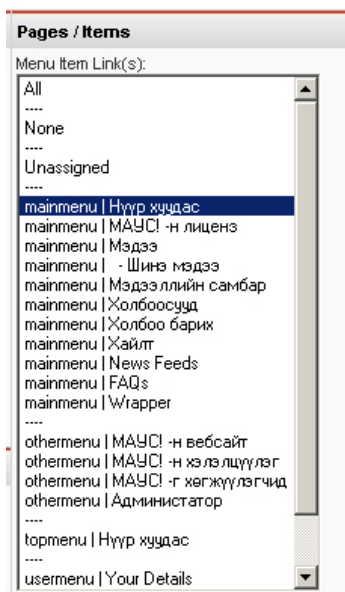 Pages / Items
Menu Item Link(s):
All
----
None
----
Unassigned
----
mainmenu | Нүүр хуудас
mainmenu | МАУС! -н лиценз
mainmenu | Мэдээ
mainmenu |   - Шинэ мэдээ
mainmenu | Мэдээллийн самбар
mainmenu | Холбоосууд
mainmenu | Холбоо барих
mainmenu | Хайлт
mainmenu | News Feeds
mainmenu | FAQs
mainmenu | Wrapper
----
othermenu | МАУС! -н вебсайт
othermenu | МАУС! -н хэлэлцүүлэг
othermenu | МАУС! -г хөгжүүлэгчид
othermenu | Администатор
----
topmenu | Нүүр хуудас
----
usermenu | Your Details